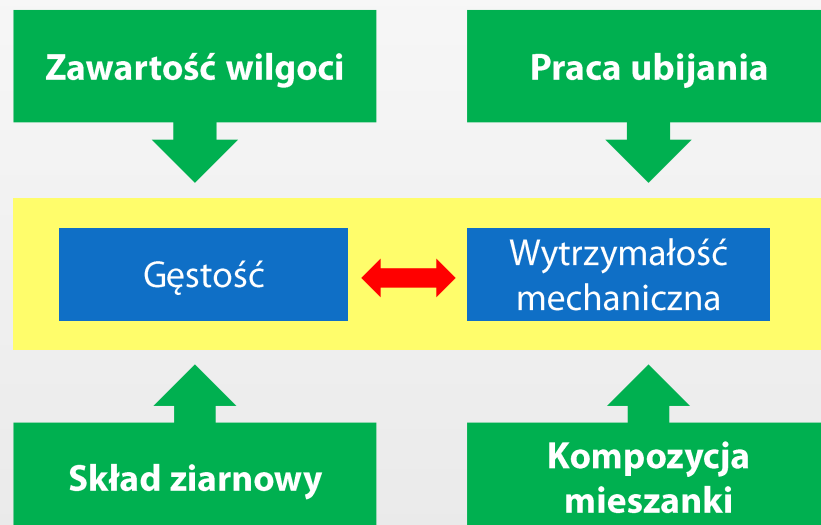 Zawartość wilgoci
Praca ubijania
Gęstość
Wytrzymałość
mechaniczna
Skład ziarnowy
Kompozycja
mieszanki